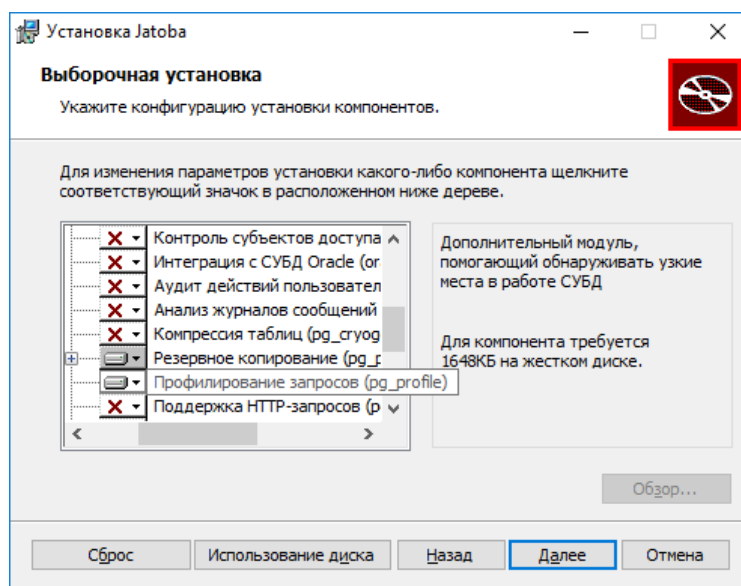 Установка Jatoba
Выборочная установка
Укажите конфигурацию установки компонентов.
Для изменения параметров установки какого-либо компонента щелкните
соответствующий значок в расположенном ниже дереве.
Контроль субъектов доступа
Интеграция с СУБД Oracle (or
Аудит действий пользовател
Анализ журналов сообщений
Компрессия таблиц (pg_cryog
Резервное копирование (pg_p
Профилирование запросов (pg_profile)
Поддержка HTTP-запросов (p
Дополнительный модуль,
помогающий обнаруживать узкие
места в работе СУБД
Для компонента требуется
1648КБ на жестком диске.
Обзор...
Сброс
Использование диска
Назад
Далее
Отмена